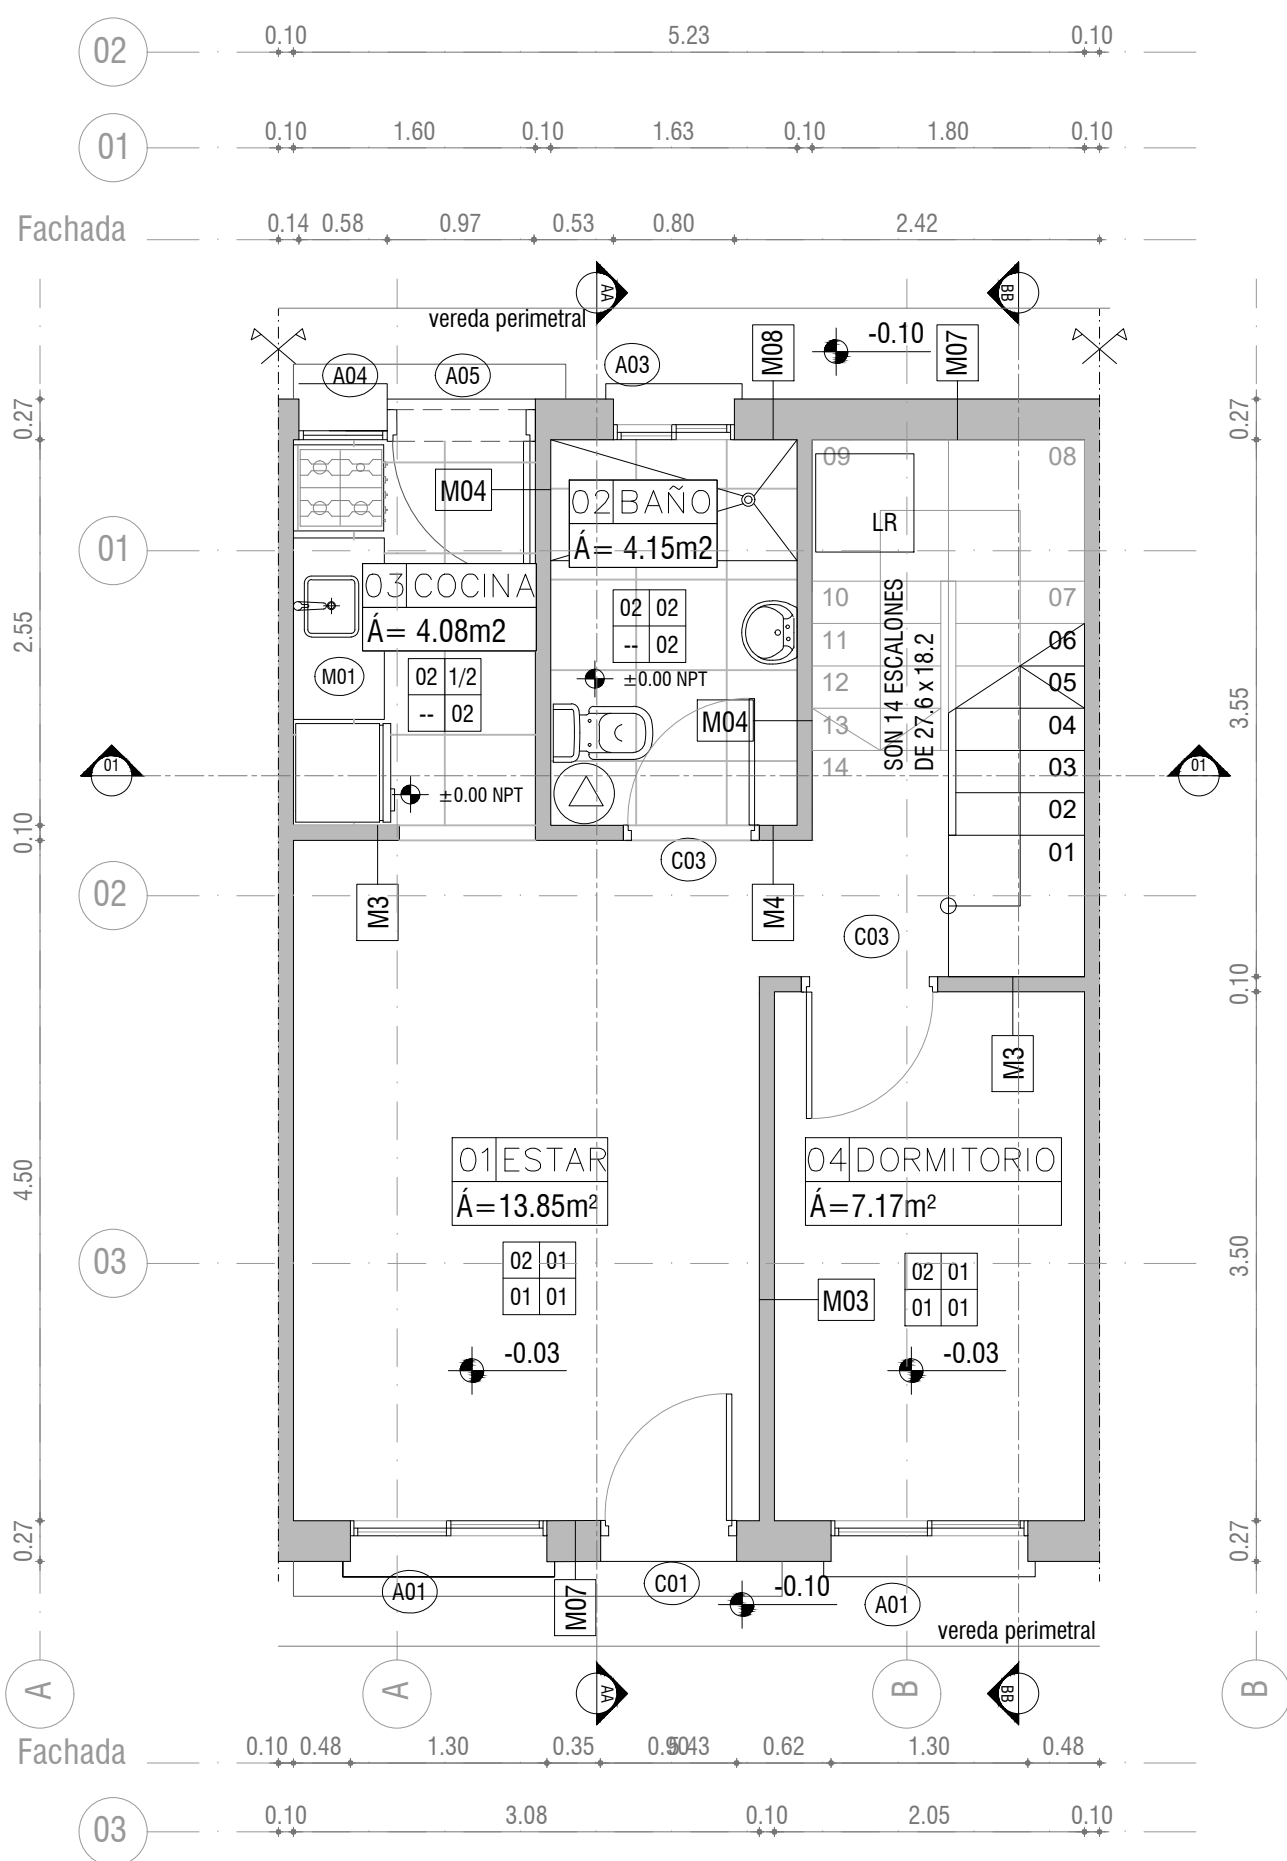 02
0.10 5.23 0.10
01
0.10 1.60 0.10 1.63 0.10 1.80 0.10
Fachada
0.14 0.58 0.97 0.53 0.80 2.42
AA
BB
vereda perimetral
M08
-0.10
M07
A04
A05
A03
0.27
0.27
09
08
M04
02 BAÑO
Á= 4.15m2
LR
01
03 COCINA
Á= 4.08m2
02 02
-- 02
10
07
SON 14 ESCALONES
DE 27.6 x 18.2
2.55
11
06
M01
02 1/2
-- 02
±0.00 NPT
12
05
3.55
M04
13
04
01
14
03
01
±0.00 NPT
02
0.10
C03
01
02
M3
M4
C03
0.10
M3
01 ESTAR
Á=13.85m²
04 DORMITORIO
Á=7.17m²
4.50
02 01
01 01
02 01
01 01
03
3.50
M03
-0.03
-0.03
0.27
0.27
A01
M07
C01
-0.10
A01
vereda perimetral
A
A
AA
B
BB
B
Fachada
0.10 0.48 1.30 0.35 0.62 1.30 0.48
03
0.10 3.08 0.10 2.05 0.10